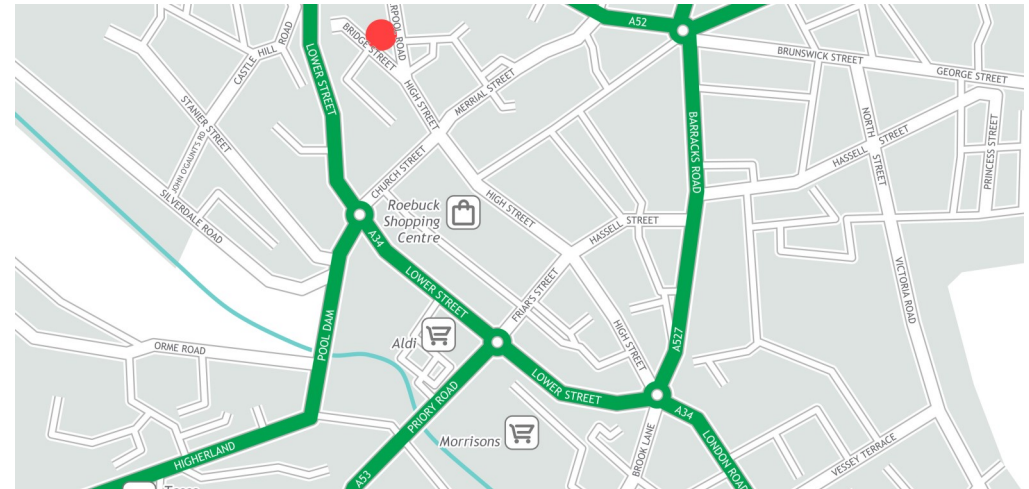 A52
RPOOL ROAD
BRIDGE STREET
CASTLE HILL ROAD
LOWER STREET
BRUNSWICK STREET
GEORGE STREET
HIGH STREET
MERRIAL STREET
STANIER STREET
BARRACKS ROAD
NORTH STREET
HASSELL STREET
PRINCESS STREET
JOHN O'GAUNT'S RD
CHURCH STREET
SILVERDALE ROAD
Roebuck
Shopping
Centre
HIGH STREET
HASSELL STREET
A34
LOWER STREET
FRIAR'S STREET
VICTORIA ROAD
POOL DAM
Aldi
HIGH STREET
A527
ORME ROAD
LOWER STREET
PRIORY ROAD
A34
LONDON ROAD
Morrisons
BROOK LANE
VESSEY TERRACE
HIGHERLAND
A53